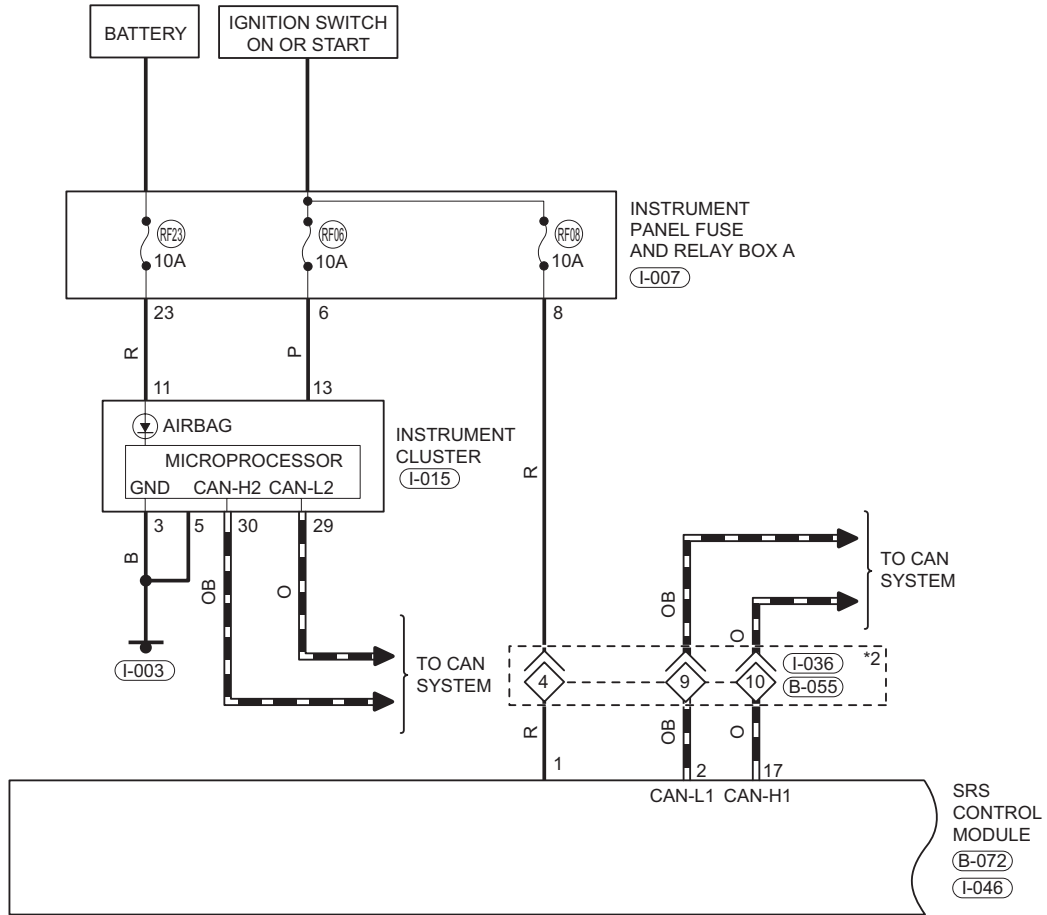 BATTERY
IGNITION SWITCH
ON OR START
RF23
10A
RF06
10A
RF08
10A
INSTRUMENT
PANEL FUSE
AND RELAY BOX A
I-007
23
6
8
R
P
11
13
AIRBAG
MICROPROCESSOR
GND
CAN-H2
CAN-L2
INSTRUMENT
CLUSTER
I-015
R
3
5
30
29
B
OB
O
I-003
TO CAN
SYSTEM
TO CAN
SYSTEM
OB
O
4
9
10
I-036
B-055
*2
R
OB
O
1
2
17
CAN-L1
CAN-H1
SRS
CONTROL
MODULE
B-072
I-046